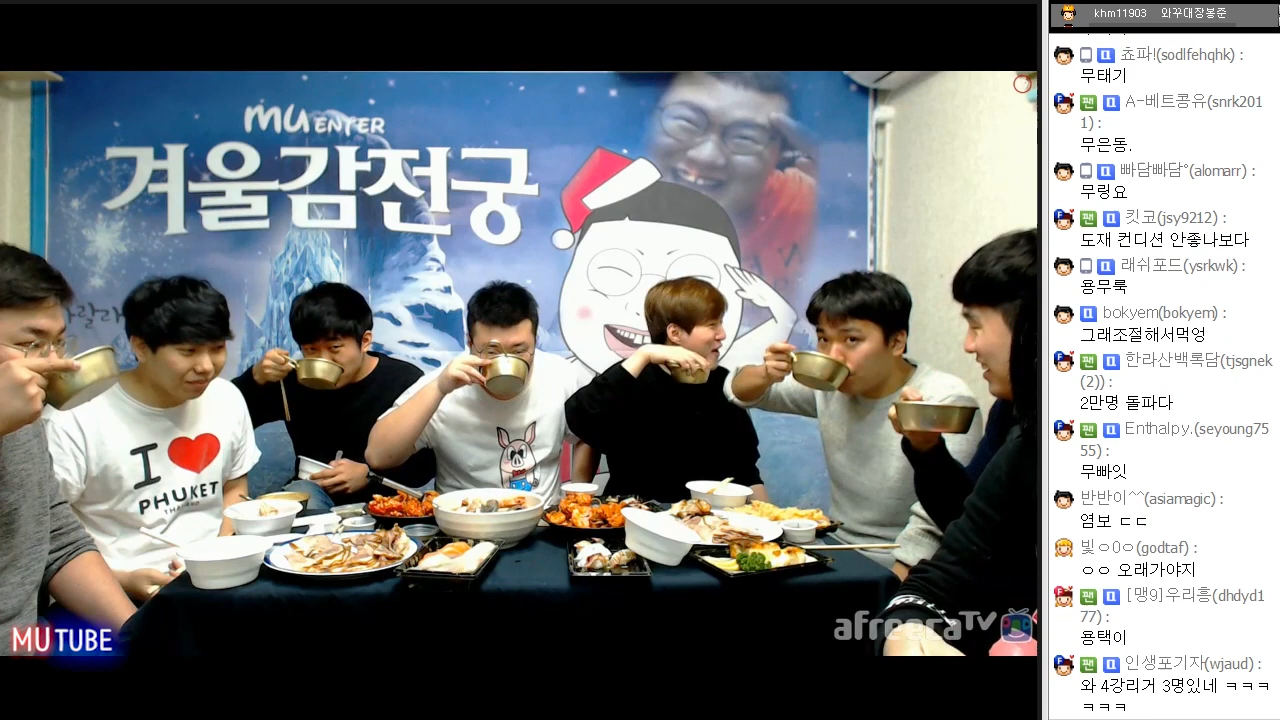 MU ENTER
겨울감전궁
I ♥
PHUKET
THAILAND
MUTUBE
afreecaTV
khm11903 와꾸대장봉준
쵸파!(sodlfehqhk) :
무태기
A-베트콩유(snrk201
1) :
무은동.
빠담빠담°(alomarr) :
무링요
킷코(jsy9212) :
도재 컨디션 안좋나보다
래쉬포드(ysrkwk) :
용무룩
bokyem(bokyem) :
그래조절해서먹엉
한라산백록담(tjsgnek
(2)) :
2만명 돌파다
Enthalpy.(seyoung75
55) :
무빠잇
반반이^^(asiamagic) :
염보 ㄷㄷ
빛ㅇ0ㅇ(godtaf) :
ㅇㅇ 오래가야지
[맹9]우리흥(dhdyd1
77) :
용택이
인생포기자(wjaud) :
와 4강리거 3명있네 ㅋㅋㅋ
ㅋㅋㅋ